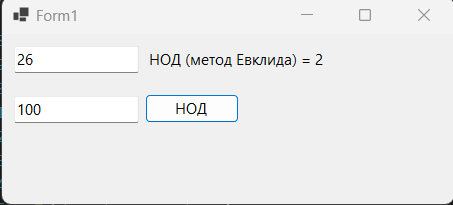 Form1
26 НОД (метод Евклида) = 2
100 НОД